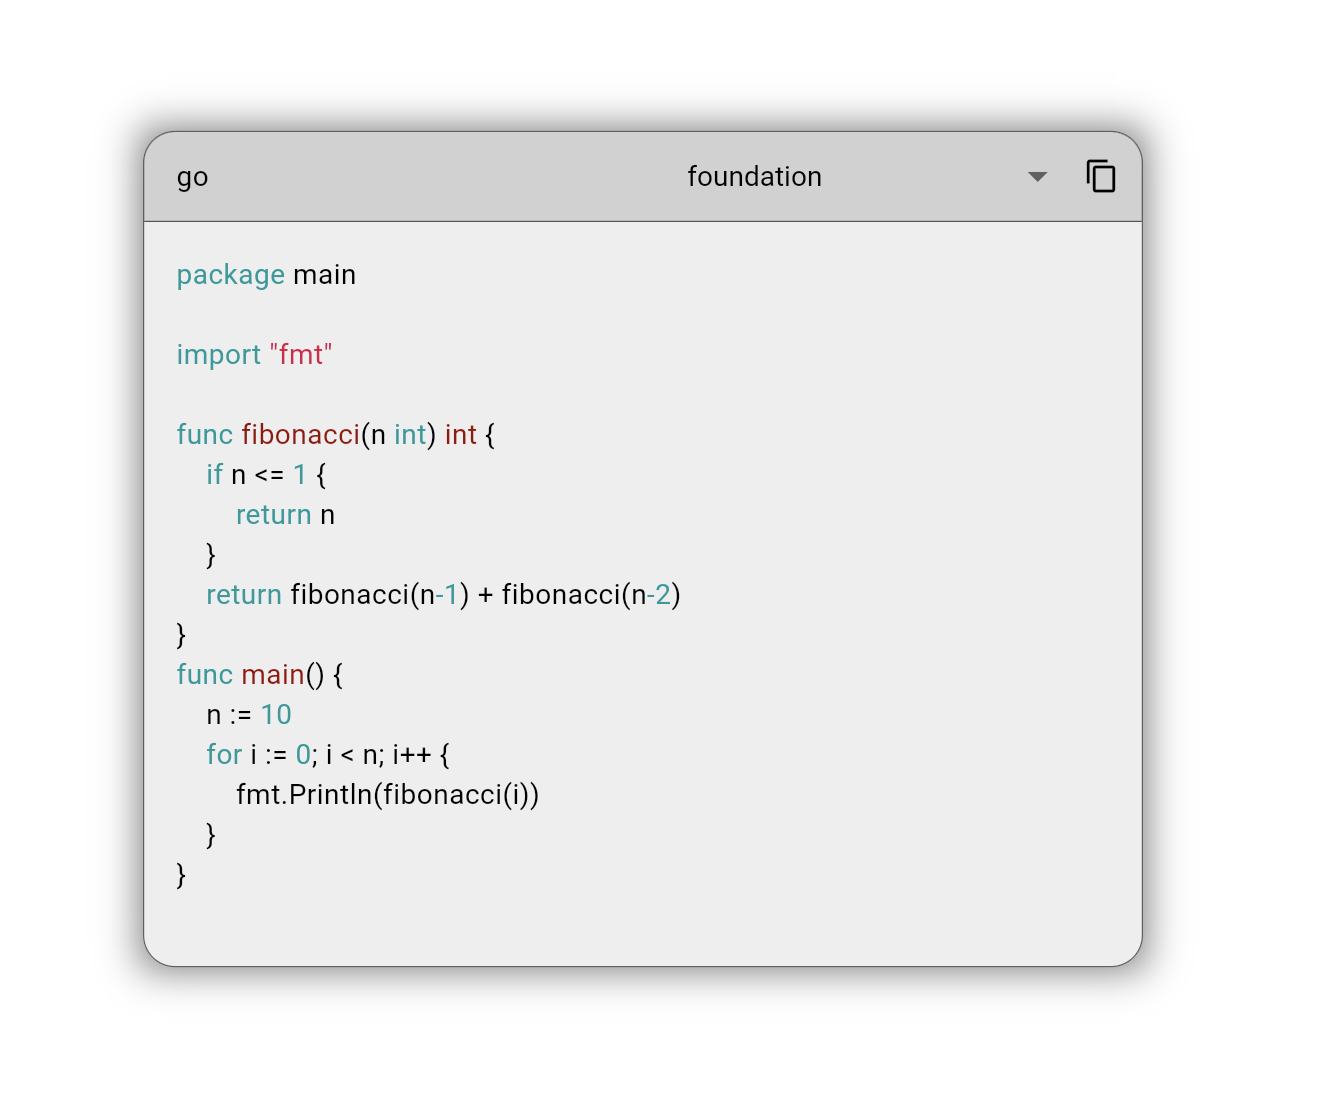 go
foundation
package main
import "fmt"
func fibonacci(n int) int {
if n <= 1 {
return n
}
return fibonacci(n-1) + fibonacci(n-2)
}
func main() {
n := 10
for i := 0; i < n; i++ {
fmt.Println(fibonacci(i))
}
}